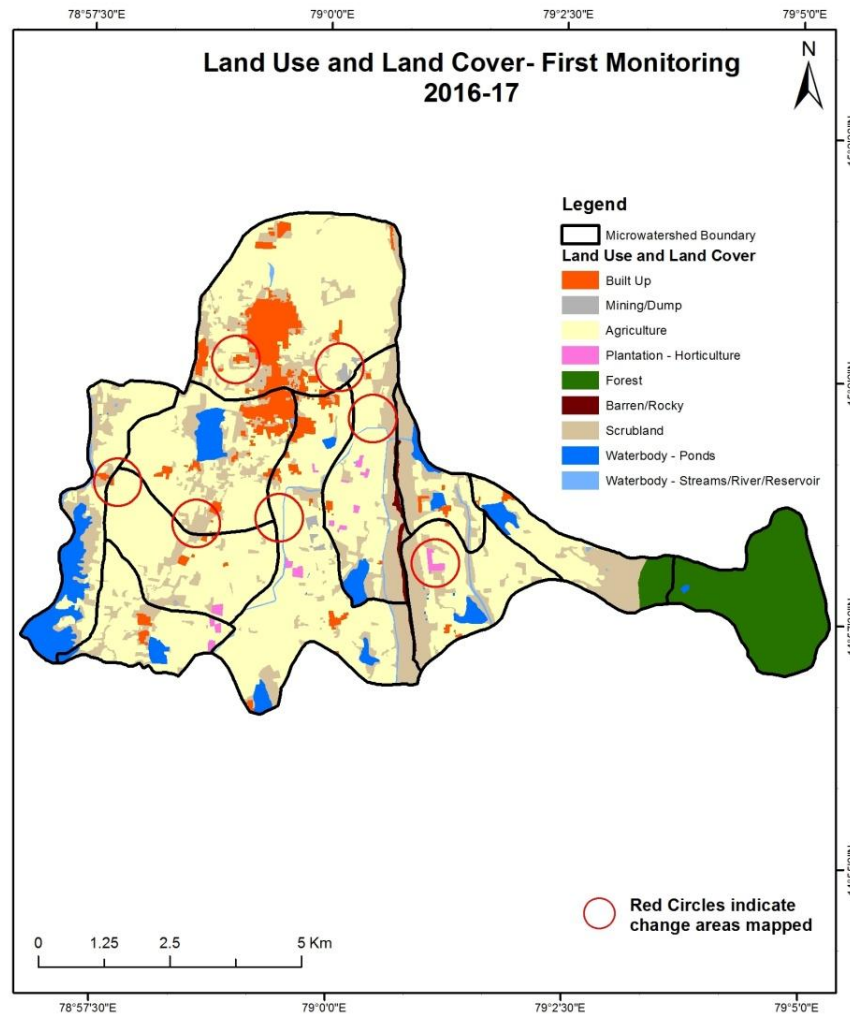 78°57'30"E 79°0'0"E 79°2'30"E 79°5'0"E
Land Use and Land Cover- First Monitoring
2016-17
N
Legend
Microwatershed Boundary
Land Use and Land Cover
Built Up
Mining/Dump
Agriculture
Plantation - Horticulture
Forest
Barren/Rocky
Scrubland
Waterbody - Ponds
Waterbody - Streams/River/Reservoir
Red Circles indicate
change areas mapped
0 1.25 2.5 5 Km
78°57'30"E 79°0'0"E 79°2'30"E 79°5'0"E